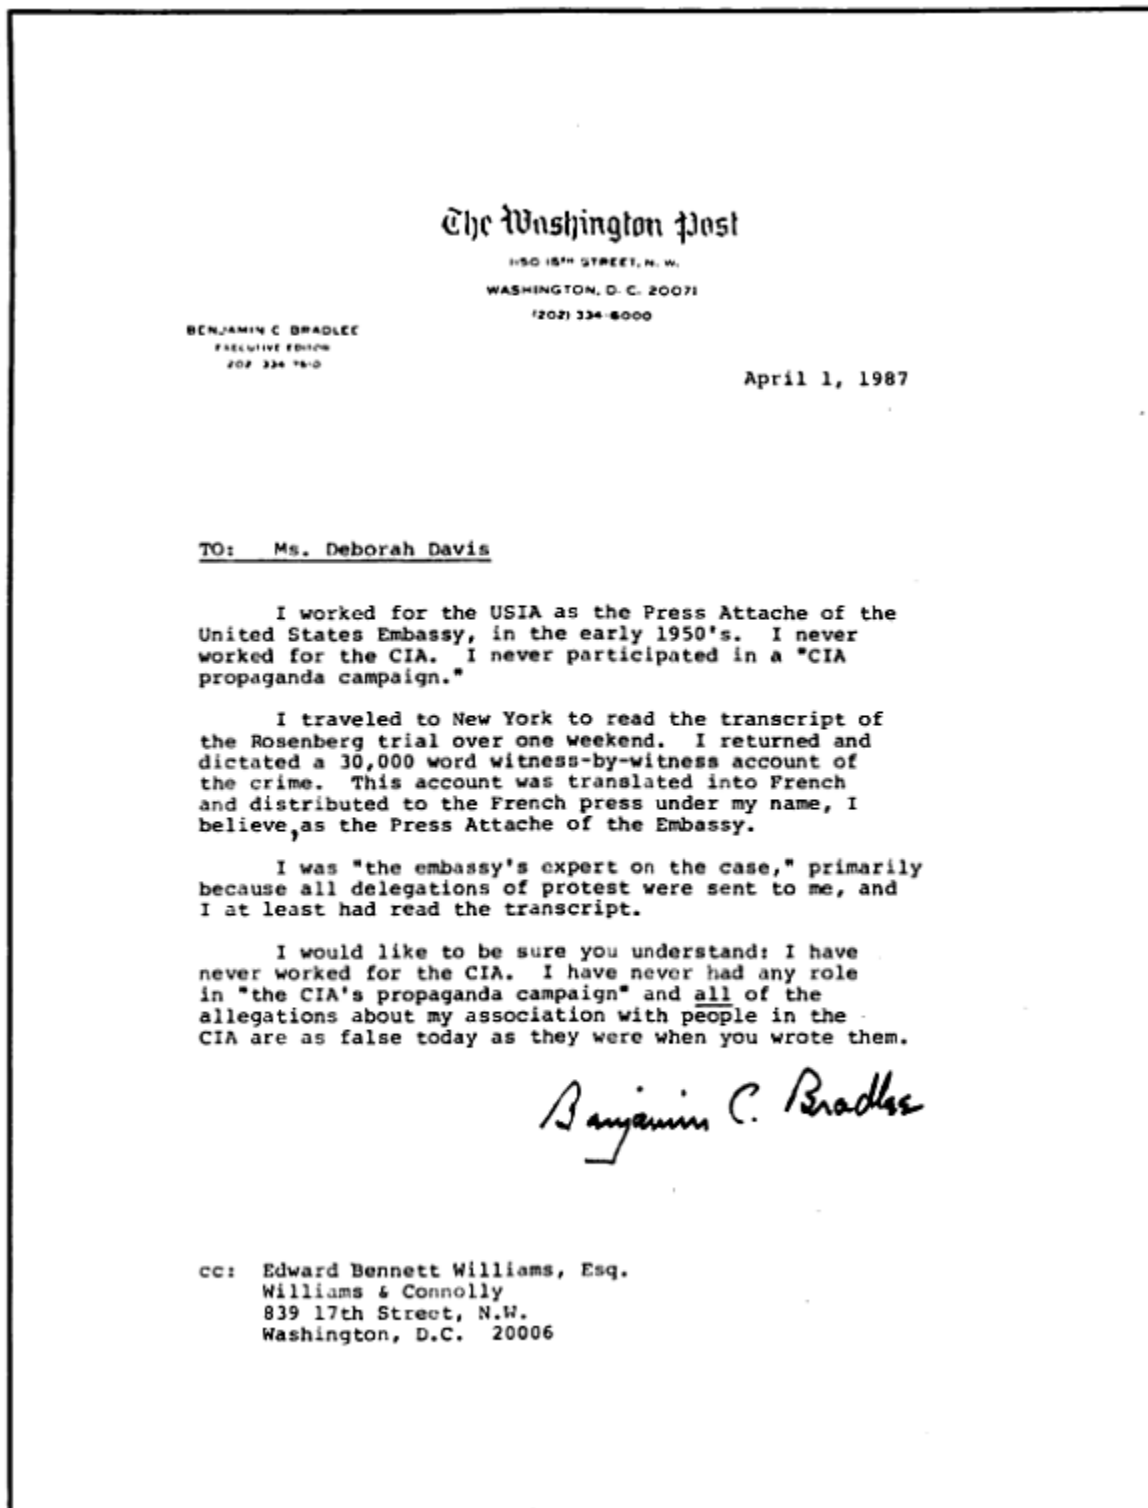 The Washington Post
1150 15TH STREET, N. W.
WASHINGTON, D. C. 20071
(202) 334-6000
BENJAMIN C BRADLEE
EXECUTIVE EDITOR
202 334
April 1, 1987
TO: Ms. Deborah Davis
I worked for the USIA as the Press Attache of the
United States Embassy, in the early 1950's. I never
worked for the CIA. I never participated in a "CIA
propaganda campaign."
I traveled to New York to read the transcript of
the Rosenberg trial over one weekend. I returned and
dictated a 30,000 word witness-by-witness account of
the crime. This account was translated into French
and distributed to the French press under my name, I
believe, as the Press Attache of the Embassy.
I was "the embassy's expert on the case," primarily
because all delegations of protest were sent to me, and
I at least had read the transcript.
I would like to be sure you understand: I have
never worked for the CIA. I have never had any role
in "the CIA's propaganda campaign" and all of the
allegations about my association with people in the
CIA are as false today as they were when you wrote them.
Benjamin C. Bradlee
cc: Edward Bennett Williams, Esq.
Williams & Connolly
839 17th Street, N.W.
Washington, D.C. 20006